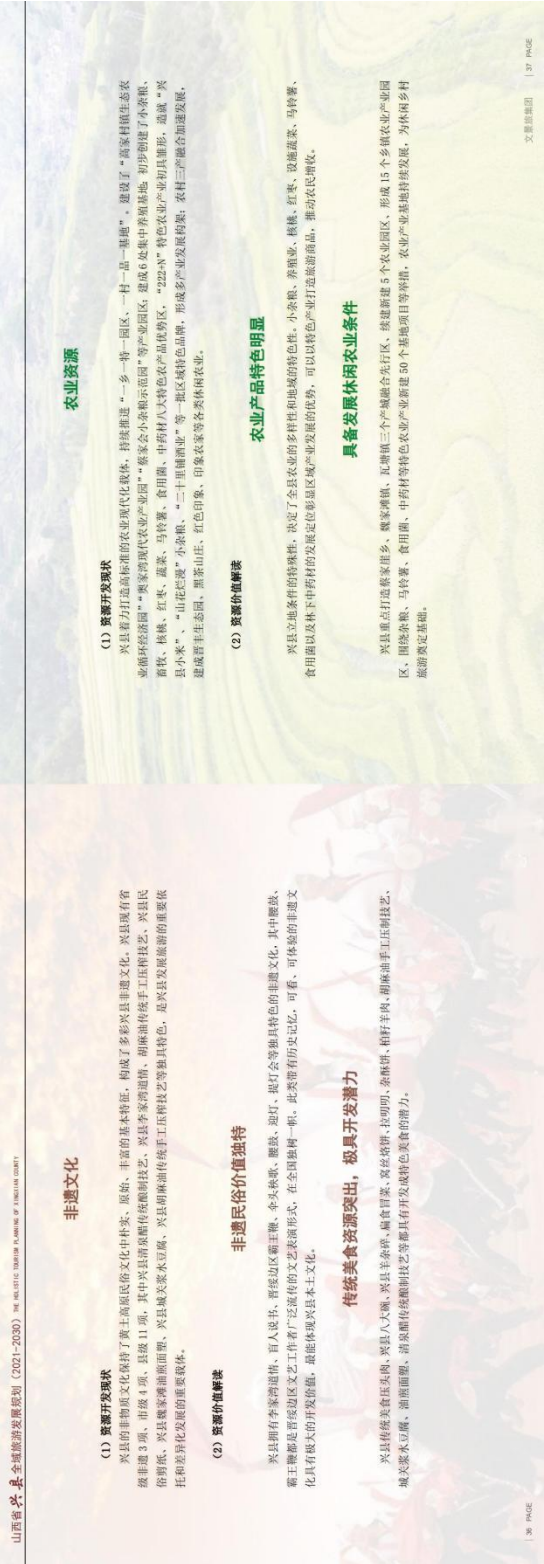 山西省兴县全域旅游发展规划（2021-2030） THE HOLISTIC TOURISM PLANNING OF XINGXIAN COUNTY
非遗文化
（1）资源开发现状
兴县的非物质文化保持了黄土高原民俗文化中朴实、原始、丰富的基本特征，构成了多彩兴县非遗文化。兴县现有省
级非遗 3 项、市级 4 项、县级 11 项，其中兴县清泉醋传统酿制技艺、兴县李家湾道情、胡麻油传统手工压榨技艺、兴县民
俗剪纸、兴县魏家滩油煎面塑、兴县城关浆水豆腐、兴县胡麻油传统手工压榨技艺等独具特色，是兴县发展旅游的重要依
托和差异化发展的重要载体。
（2）资源价值解读
非遗民俗价值独特
兴县拥有李家湾道情、盲人说书、晋绥边区霸王鞭、伞头秧歌、腰鼓、迎灯、提灯会等独具特色的非遗文化，其中腰鼓、
霸王鞭都是晋绥边区文艺工作者广泛流传的文艺表演形式，在全国独树一帜。此类带有历史记忆，可看、可体验的非遗文
化具有极大的开发价值，最能体现兴县本土文化。
传统美食资源突出，极具开发潜力
兴县传统美食压头肉、兴县八大碗、兴县羊杂碎、扁食冒菜、窝丝烙饼、拉叨叨、杂酥饼、柏籽羊肉、胡麻油手工压制技艺、
城关浆水豆腐、油煎面塑、清泉醋传统酿制技艺等都具有开发成特色美食的潜力。
| 36 PAGE
农业资源
（1）资源开发现状
兴县着力打造高标准的农业现代化载体，持续推进“一乡一特一园区、一村一品一基地”。建设了“高家村镇生态农
业循环经济园”“奥家湾现代农业产业园”“蔡家会小杂粮示范园”等产业园区；建成 6 处集中养殖基地；初步创建了小杂粮、
畜牧、核桃、红枣、蔬菜、马铃薯、食用菌、中药材八大特色农产品优势区，“222+N”特色农业产业初具雏形，造就“兴
县小米”、“山花烂漫”小杂粮、“二十里铺酒业”等一批区域特色品牌，形成多产业发展构架；农村三产融合加速发展，
建成晋丰生态园、黑茶山庄、红色印象、印象农家等各类休闲农业。
（2）资源价值解读
农业产品特色明显
兴县立地条件的特殊性，决定了全县农业的多样性和地域的特色性。小杂粮、养殖业、核桃、红枣、设施蔬菜、马铃薯、
食用菌以及林下中药材的发展定位彰显区域产业发展的优势，可以以特色产业打造旅游商品，推动农民增收。
具备发展休闲农业条件
兴县重点打造蔡家崖乡、魏家滩镇、瓦塘镇三个产城融合先行区，续建新建 5 个农业园区，形成 15 个乡镇农业产业园
区，围绕杂粮、马铃薯、食用菌、中药材等特色农业产业新建 50 个基地项目等举措，农业产业基地持续发展，为休闲乡村
旅游奠定基础。
文景旅集团 | 37 PAGE